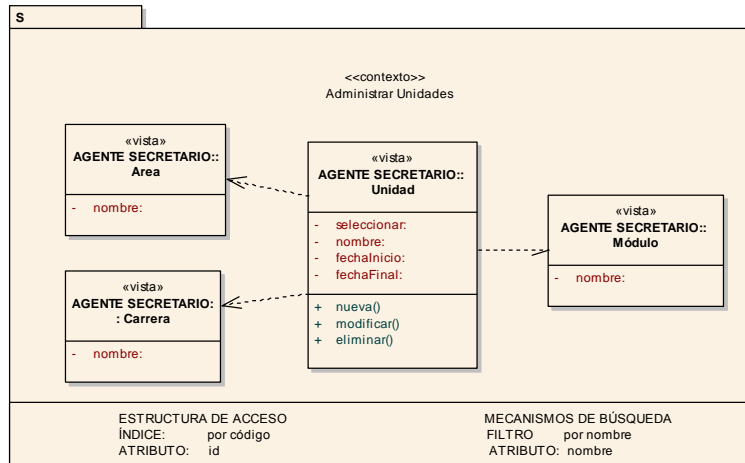 S
<<contexto>>
Administrar Unidades
«vista»
AGENTE SECRETARIO::
Area
- nombre:
«vista»
AGENTE SECRETARIO:
: Carrera
- nombre:
«vista»
AGENTE SECRETARIO::
Unidad
- seleccionar:
- nombre:
- fechaInicio:
- fechaFinal:
+ nueva()
+ modificar()
+ eliminar()
«vista»
AGENTE SECRETARIO::
Módulo
- nombre:
ESTRUCTURA DE ACCESO
ÍNDICE: por código
ATRIBUTO: id
MECANISMOS DE BÚSQUEDA
FILTRO por nombre
ATRIBUTO: nombre